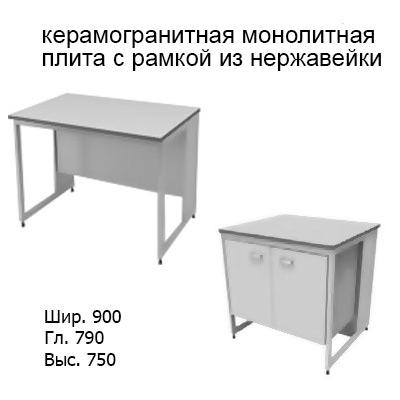 керамогранитная монолитная
плита с рамкой из нержавейки
Шир. 900
Гл. 790
Выс. 750